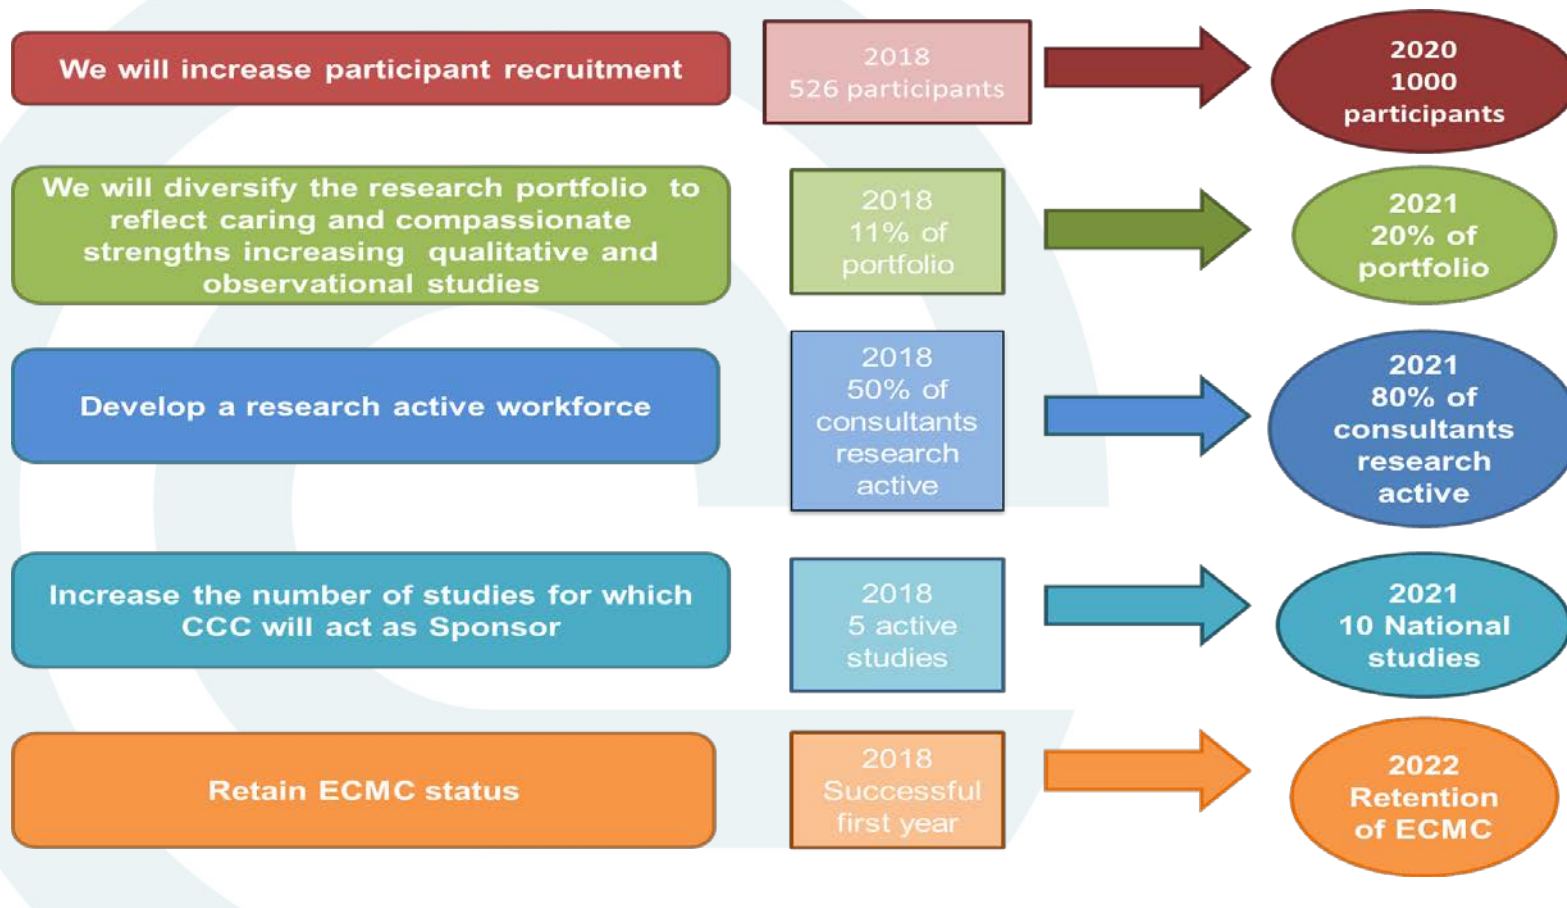 We will increase participant recruitment
2018
526 participants
2020
1000
participants
We will diversify the research portfolio to
reflect caring and compassionate
strengths increasing qualitative and
observational studies
2018
11% of
portfolio
2021
20% of
portfolio
Develop a research active workforce
2018
50% of
consultants
research
active
2021
80% of
consultants
research
active
Increase the number of studies for which
CCC will act as Sponsor
2018
5 active
studies
2021
10 National
studies
Retain ECMC status
2018
Successful
first year
2022
Retention
of ECMC